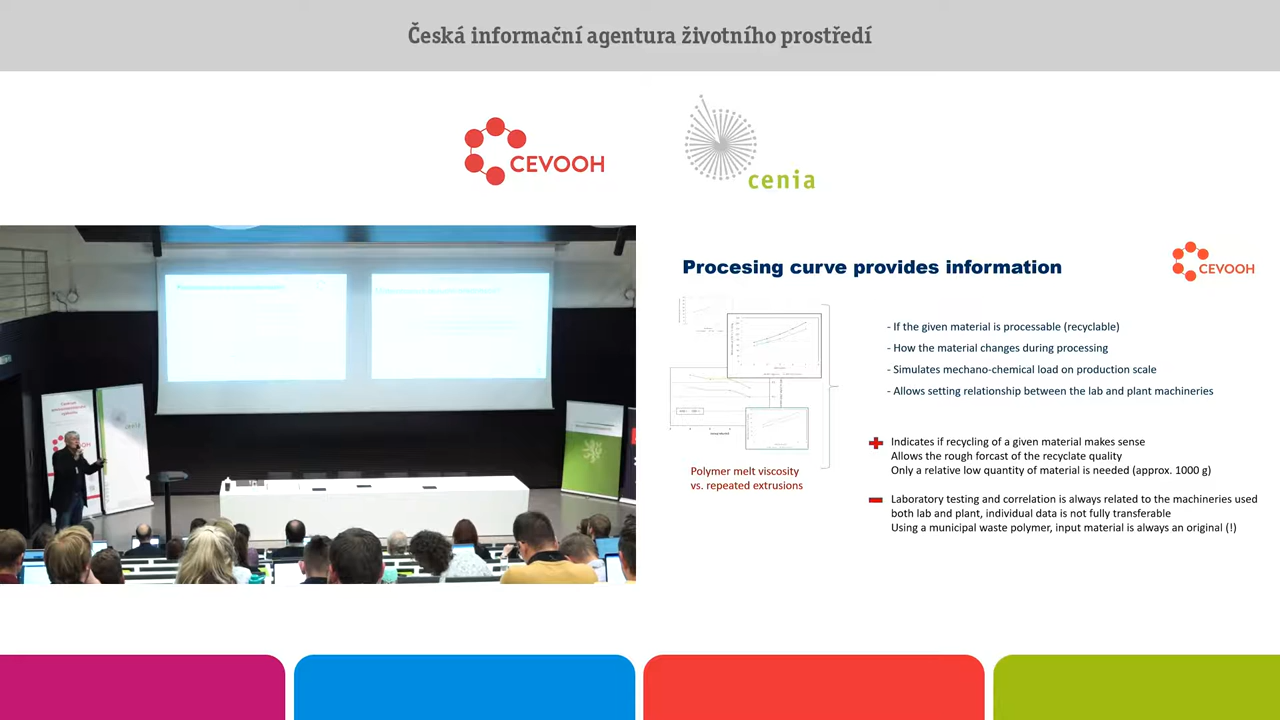 Česká informační agentura životního prostředí
CEVOOH
cenia
Procesing curve provides information
CEVOOH
- If the given material is processable (recyclable)
- How the material changes during processing
- Simulates mechano-chemical load on production scale
- Allows setting relationship between the lab and plant machineries
Indicates if recycling of a given material makes sense
Allows the rough forcast of the recyclate quality
Only a relative low quantity of material is needed (approx. 1000 g)
Polymer melt viscosity
vs. repeated extrusions
Laboratory testing and correlation is always related to the machineries used
both lab and plant, individual data is not fully transferable
Using a municipal waste polymer, input material is always an original (!)
CEVOOH
cenia